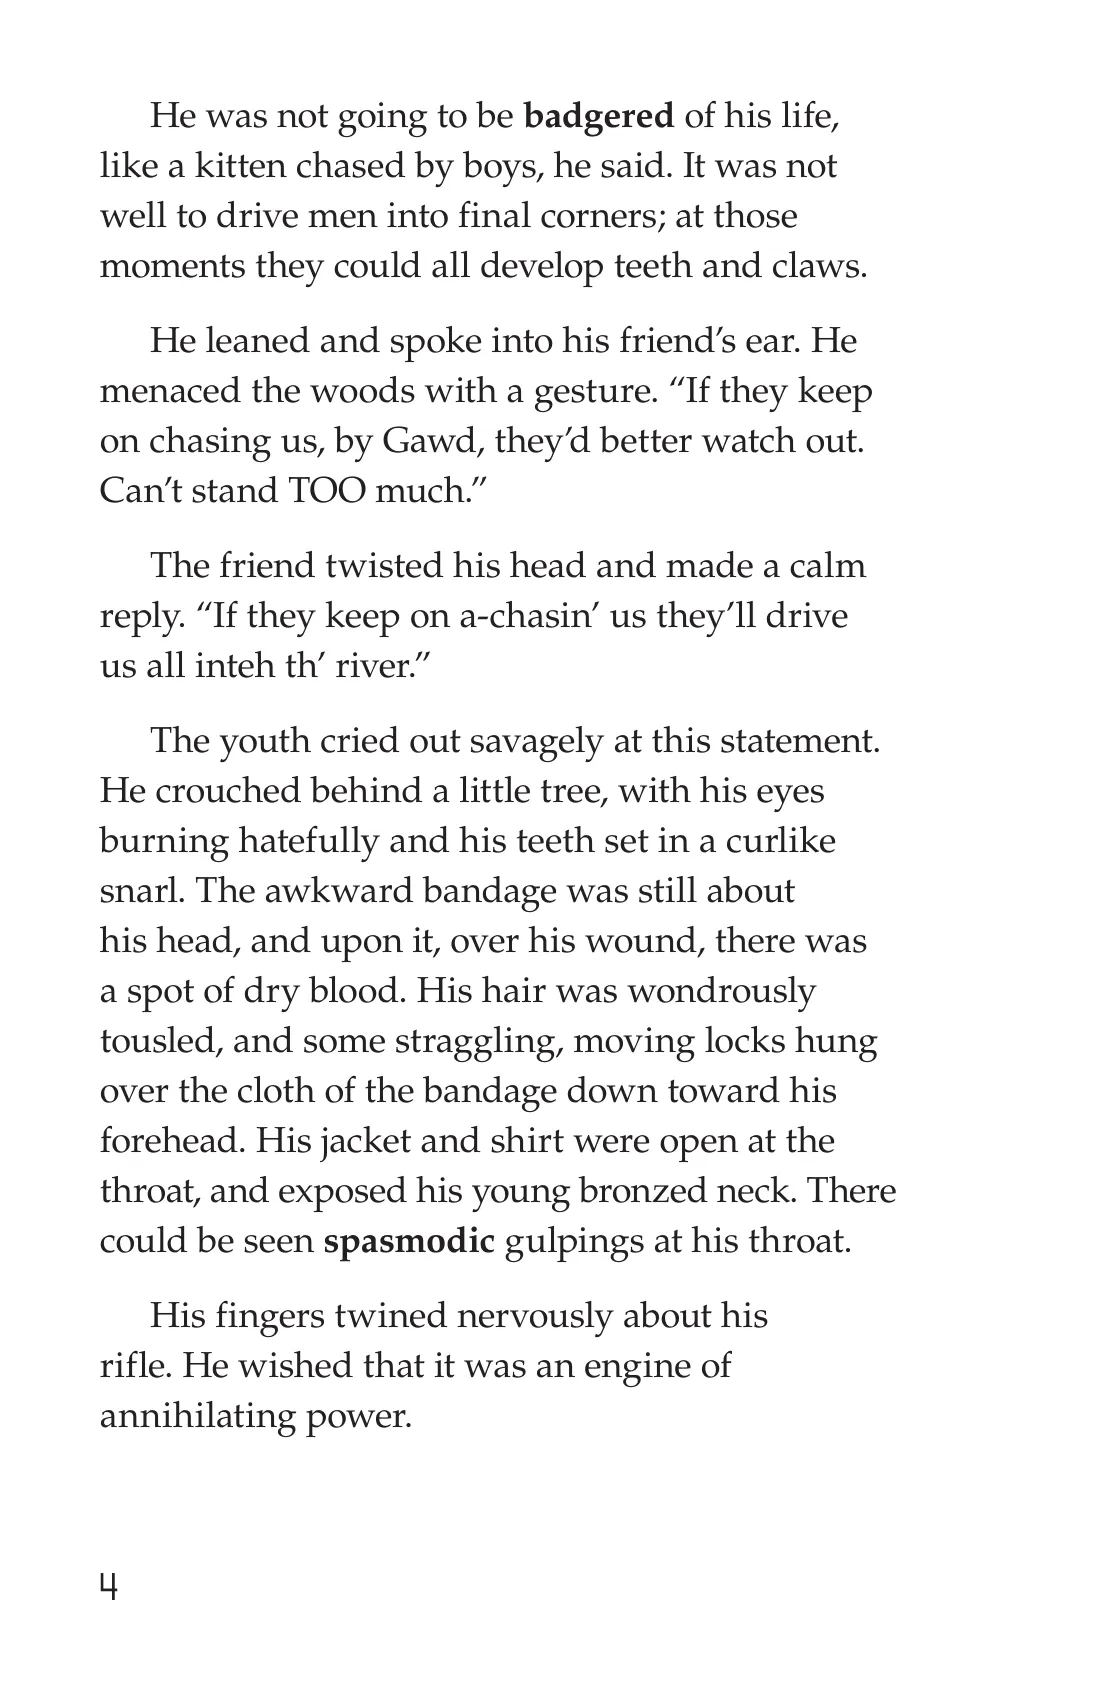 He was not going to be badgered of his life,
like a kitten chased by boys, he said. It was not
well to drive men into final corners; at those
moments they could all develop teeth and claws.
He leaned and spoke into his friend’s ear. He
menaced the woods with a gesture. “If they keep
on chasing us, by Gawd, they’d better watch out.
Can’t stand TOO much.”
The friend twisted his head and made a calm
reply. “If they keep on a-chasin’ us they’ll drive
us all inteh th’ river.”
The youth cried out savagely at this statement.
He crouched behind a little tree, with his eyes
burning hatefully and his teeth set in a curlike
snarl. The awkward bandage was still about
his head, and upon it, over his wound, there was
a spot of dry blood. His hair was wondrously
tousled, and some straggling, moving locks hung
over the cloth of the bandage down toward his
forehead. His jacket and shirt were open at the
throat, and exposed his young bronzed neck. There
could be seen spasmodic gulpings at his throat.
His fingers twined nervously about his
rifle. He wished that it was an engine of
annihilating power.
4